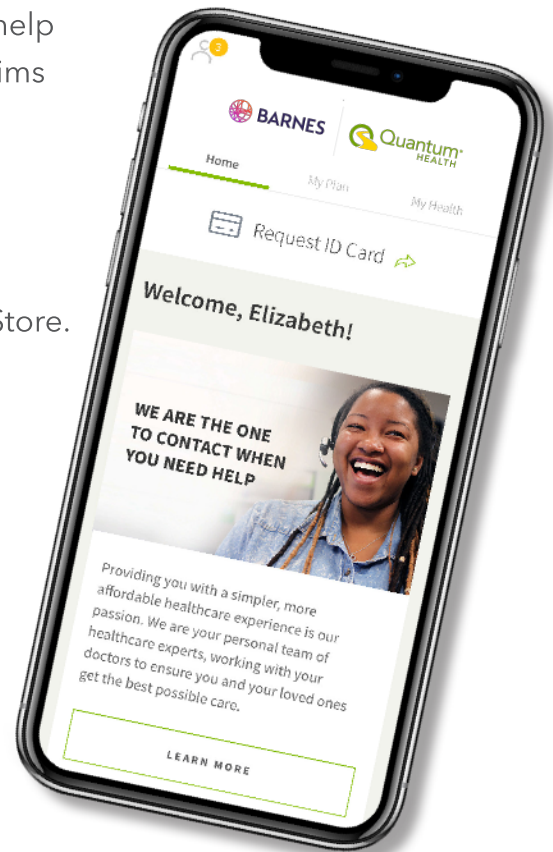 help
ims
Store.
3
BARNES
Quantum
HEALTH
Home
My Plan
My Health
Request ID Card
Welcome, Elizabeth!
WE ARE THE ONE
TO CONTACT WHEN
YOU NEED HELP
Providing you with a simpler, more
affordable healthcare experience is our
passion. We are your personal team of
healthcare experts, working with your
doctors to ensure you and your loved ones
get the best possible care.
LEARN MORE